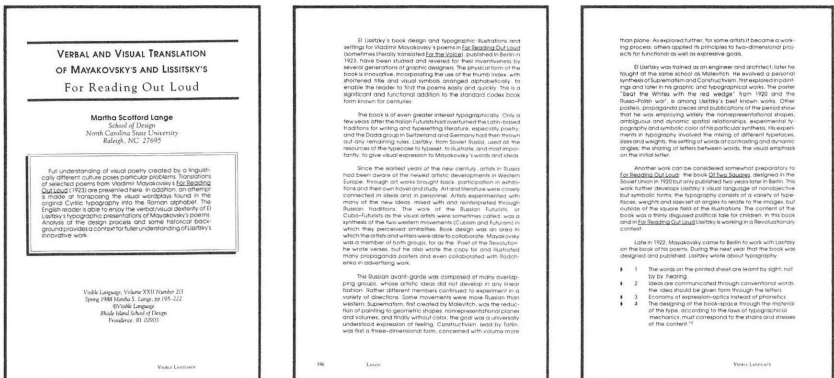 VERBAL AND VISUAL TRANSLATION
OF MAYAKOVSKY'S AND LISSITSKY'S
For Reading Out Loud
Martha Scotford Lange
School of Design
North Carolina State University
Raleigh, NC 27695
Full understanding of visual poetry created by a linguisti-
cally different culture poses particular problems. Translations
of selected poems from Vladimir Mayakovsky's For Reading
Out Loud (1923) are presented here. In addition, an attempt
is made at transposing the visual wordplays found in the
original Cyrillic typography into the Roman alphabet. The
English reader is able to enjoy the verbal/visual dexterity of El
Lissitsky's typographic presentations of Mayakovsky's poems.
Analysis of the design process and some historical back-
ground provides a context for fuller understanding of Lissitzky's
innovative work.
Visible Language, Volume XXII Number 2/3
Spring 1988 Martha S. Lange, pp 195-222
©Visible Language
Rhode Island School of Design
Providence, RI 02903
VISIBLE LANGUAGE
El Lissitzky's book design and typographic illustrations and
settings for Vladimir Mayakovsky's poems in For Reading Out Loud
(sometimes literally translated For the Voice), published in Berlin in
1923, have been studied and revered for their inventiveness by
several generations of graphic designers. The physical form of the
book is innovative, incorporating the use of the thumb index, with
shortened title and visual symbols arranged alphabetically, to
enable the reader to find the poems easily and quickly. This is a
significant and functional addition to the standard codex book
form known for centuries.
The book is of even greater interest typographically. Only a
few years after the Italian Futurists had overturned the Latin-based
traditions for writing and typesetting literature, especially poetry,
and the Dada group in Switzerland and Germany had then thrown
out any remaining rules, Lissitzky, from Soviet Russia, used all the
resources of the typecase to typeset, to illustrate, and most impor-
tantly, to give visual expression to Mayakovsky's words and ideas.
Since the early years of the new century, artists in Russia
had been aware of the newest artistic developments in Western
Europe, through art works brought back, participation in exhibi-
tions and their own travel and study. Art and literature were closely
connected in ideas and in personnel. Artists experimented with
many of the new ideas, mixed with and reinterpreted through
Russian traditions. The work of the Russian Futurists, or
Cubo-Futurists as the visual artists were sometimes called, was a
synthesis of the two western movements (Cubism and Futurism) in
which they perceived similarities. Book design was an area in
which the artists and writers were able to collaborate. Mayakovsky
was a member of both groups, for as the 'Poet of the Revolution'
he wrote verses, but he also wrote the copy for and illustrated
many propaganda posters and even collaborated with Rodch-
enko in advertising work.
The Russian avant-garde was composed of many overlap-
ping groups, whose artistic ideas did not develop in any linear
fashion. Rather different members continued to experiment in a
variety of directions. Some movements were more Russian than
western. Suprematism, first created by Malevitch, was the reduc-
tion of painting to geometric shapes, nonrepresentational planes
and volumes, and finally without color; the goal was a universally
understood expression of feeling. Constructivism, lead by Tatlin,
was first a three-dimensional form, concerned with volume more
196 LANGE
than plane. As explored further, for some artists it became a work-
ing process; others applied its principles to two-dimensional proj-
ects for functional as well as expressive goals.
El Lissitzky was trained as an engineer and architect; later he
taught at the same school as Malevitch. He evolved a personal
synthesis of Suprematism and Constructivism, first explored in paint-
ings and later in his graphic and typographical works. The poster
"Beat the Whites with the red wedge" from 1920 and the
Russo-Polish war, is among Lissitzky's best known works. Other
posters, propaganda pieces and publications of the period show
that he was employing widely the nonrepresentational shapes,
ambiguous and dynamic spatial relationships, experimental ty-
pography and symbolic color of his particular synthesis. His experi-
ments in typography involved the mixing of different typefaces,
sizes and weights, the setting of words at contrasting and dynamic
angles, the sharing of letters between words, the visual emphasis
on the initial letter.
Another work can be considered somewhat preparatory to
For Reading Out Loud: the book Of Two Squares, designed in the
Soviet Union in 1920 but only published two years later in Berlin. This
work further develops Lissitzky's visual language of nonobjective
but symbolic forms; the typography consists of a variety of type-
faces, weights and sizes set at angles to relate to the images, but
outside of the square field of the illustrations. The content of the
book was a thinly disguised political tale for children. In this book
and in For Reading Out Loud Lissitzky is working in a Revolutionary
context.
Late in 1922, Mayakovsky came to Berlin to work with Lissitzky
on the book of his poems. During the next year that the book was
designed and published, Lissitzky wrote about typography:
1 The words on the printed sheet are learnt by sight, not
by by hearing.
2 Ideas are communicated through conventional words,
the idea should be given form through the letters
3 Economy of expression-optics instead of phonetics
4 The designing of the book-space through the material
of the type, according to the laws of typographical
mechanics, must correspond to the strains and stresses
of the content.
VISIBLE LANGUAGE